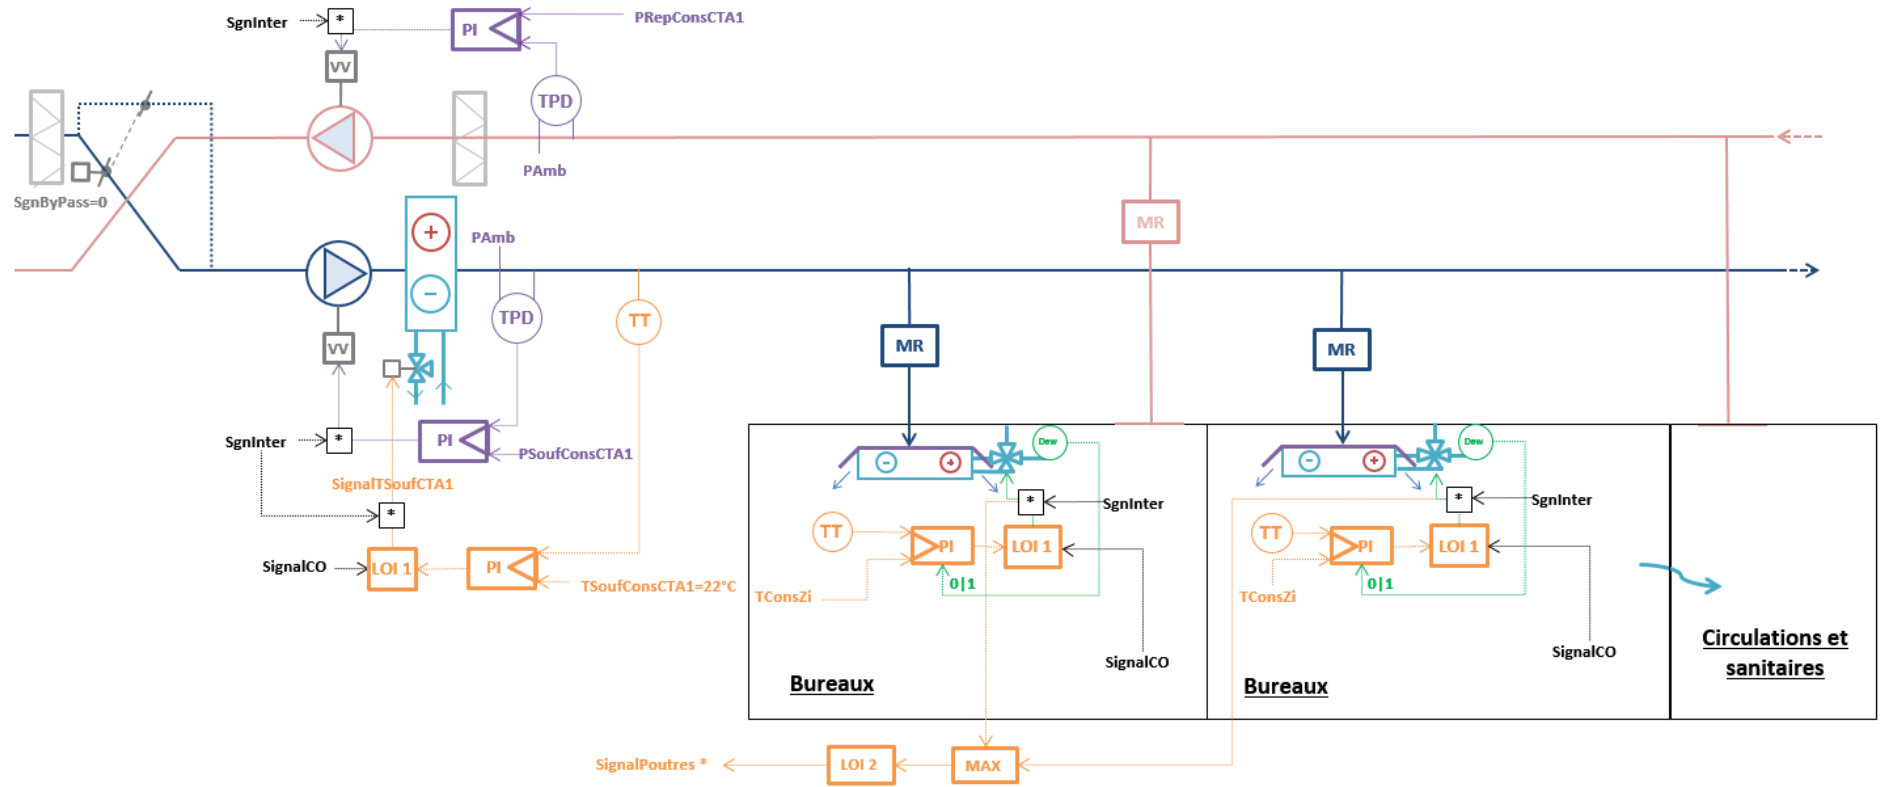 SgnInter
*
PI
PRepConsCTA1
VV
TPD
PAmb
SgnByPass=0
+
PAmb
MR
−
TPD
TT
VV
MR
MR
SgnInter
*
PI
PSoufConsCTA1
SignalTSoufCTA1
*
SignalCO
LOI 1
PI
TSoufConsCTA1=22°C
Dew
−
+
*
SgnInter
TT
PI
LOI 1
0|1
TConsZi
SignalCO
Bureaux
Dew
−
+
*
SgnInter
TT
PI
LOI 1
0|1
TConsZi
SignalCO
Bureaux
Circulations et
sanitaires
SignalPoutres *
LOI 2
MAX